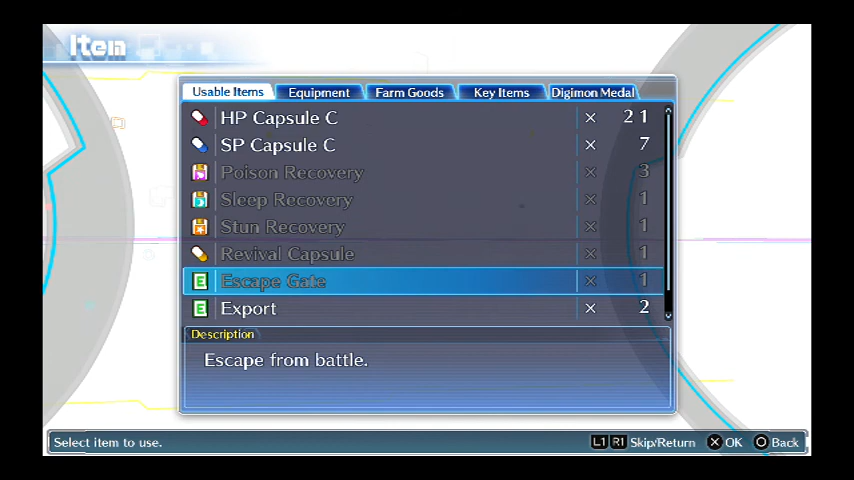 Item
Usable Items Equipment Farm Goods Key Items Digimon Medal
HP Capsule C × 21
SP Capsule C × 7
Poison Recovery × 3
Sleep Recovery × 1
Stun Recovery × 1
Revival Capsule × 1
E Escape Gate × 1
E Export × 2
Description
Escape from battle.
Select item to use. L1 R1 Skip/Return X OK O Back